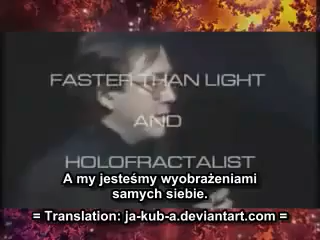 FASTER THAN LIGHT
AND
HOLOFRACTALIST
A my jesteśmy wyobrażeniami
samych siebie.
= Translation: ja-kub-a.deviantart.com =